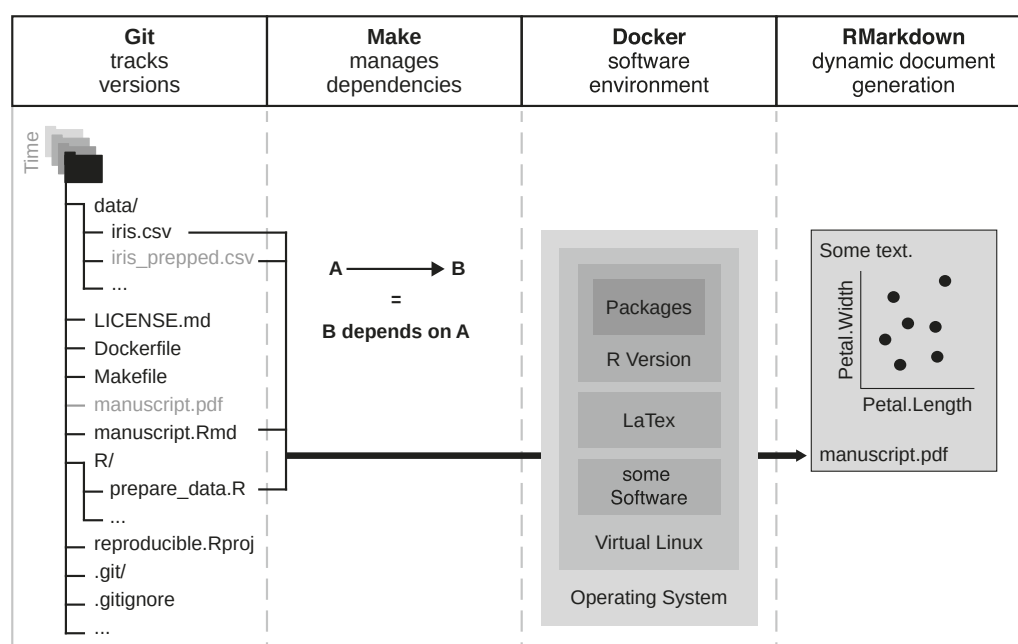 Git
tracks
versions
Make
manages
dependencies
Docker
software
environment
RMarkdown
dynamic document
generation
Time
data/
iris.csv
iris_prepped.csv
...
LICENSE.md
Dockerfile
Makefile
manuscript.pdf
manuscript.Rmd
R/
prepare_data.R
...
reproducible.Rproj
.git/
.gitignore
...
A B
=
B depends on A
Packages
R Version
LaTex
some
Software
Virtual Linux
Operating System
Some text.
Petal.Width
Petal.Length
manuscript.pdf